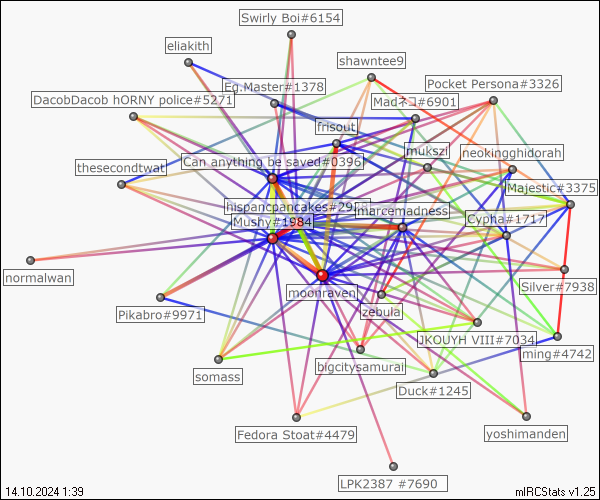 Swirly Boi#6154
eliakith
shawntee9
Eg.Master#1378
Pocket Persona#3326
DacobDacob hORNY police#5271
Madネコ#6901
frisout
mukszi
neokingghidorah
Can anything be saved#0396
thesecondtwat
Majestic#3375
hispancpancakes#29
marcemadness
Mushy#1984
Cypha#1717
normalwan
Silver#7938
moonraven
zebula
Pikabro#9971
JKOUYH VIII#7034
ming#4742
somass
bigcitysamurai
Duck#1245
Fedora Stoat#4479
yoshimanden
LPK2387 #7690
14.10.2024 1:39
mIRCStats v1.25